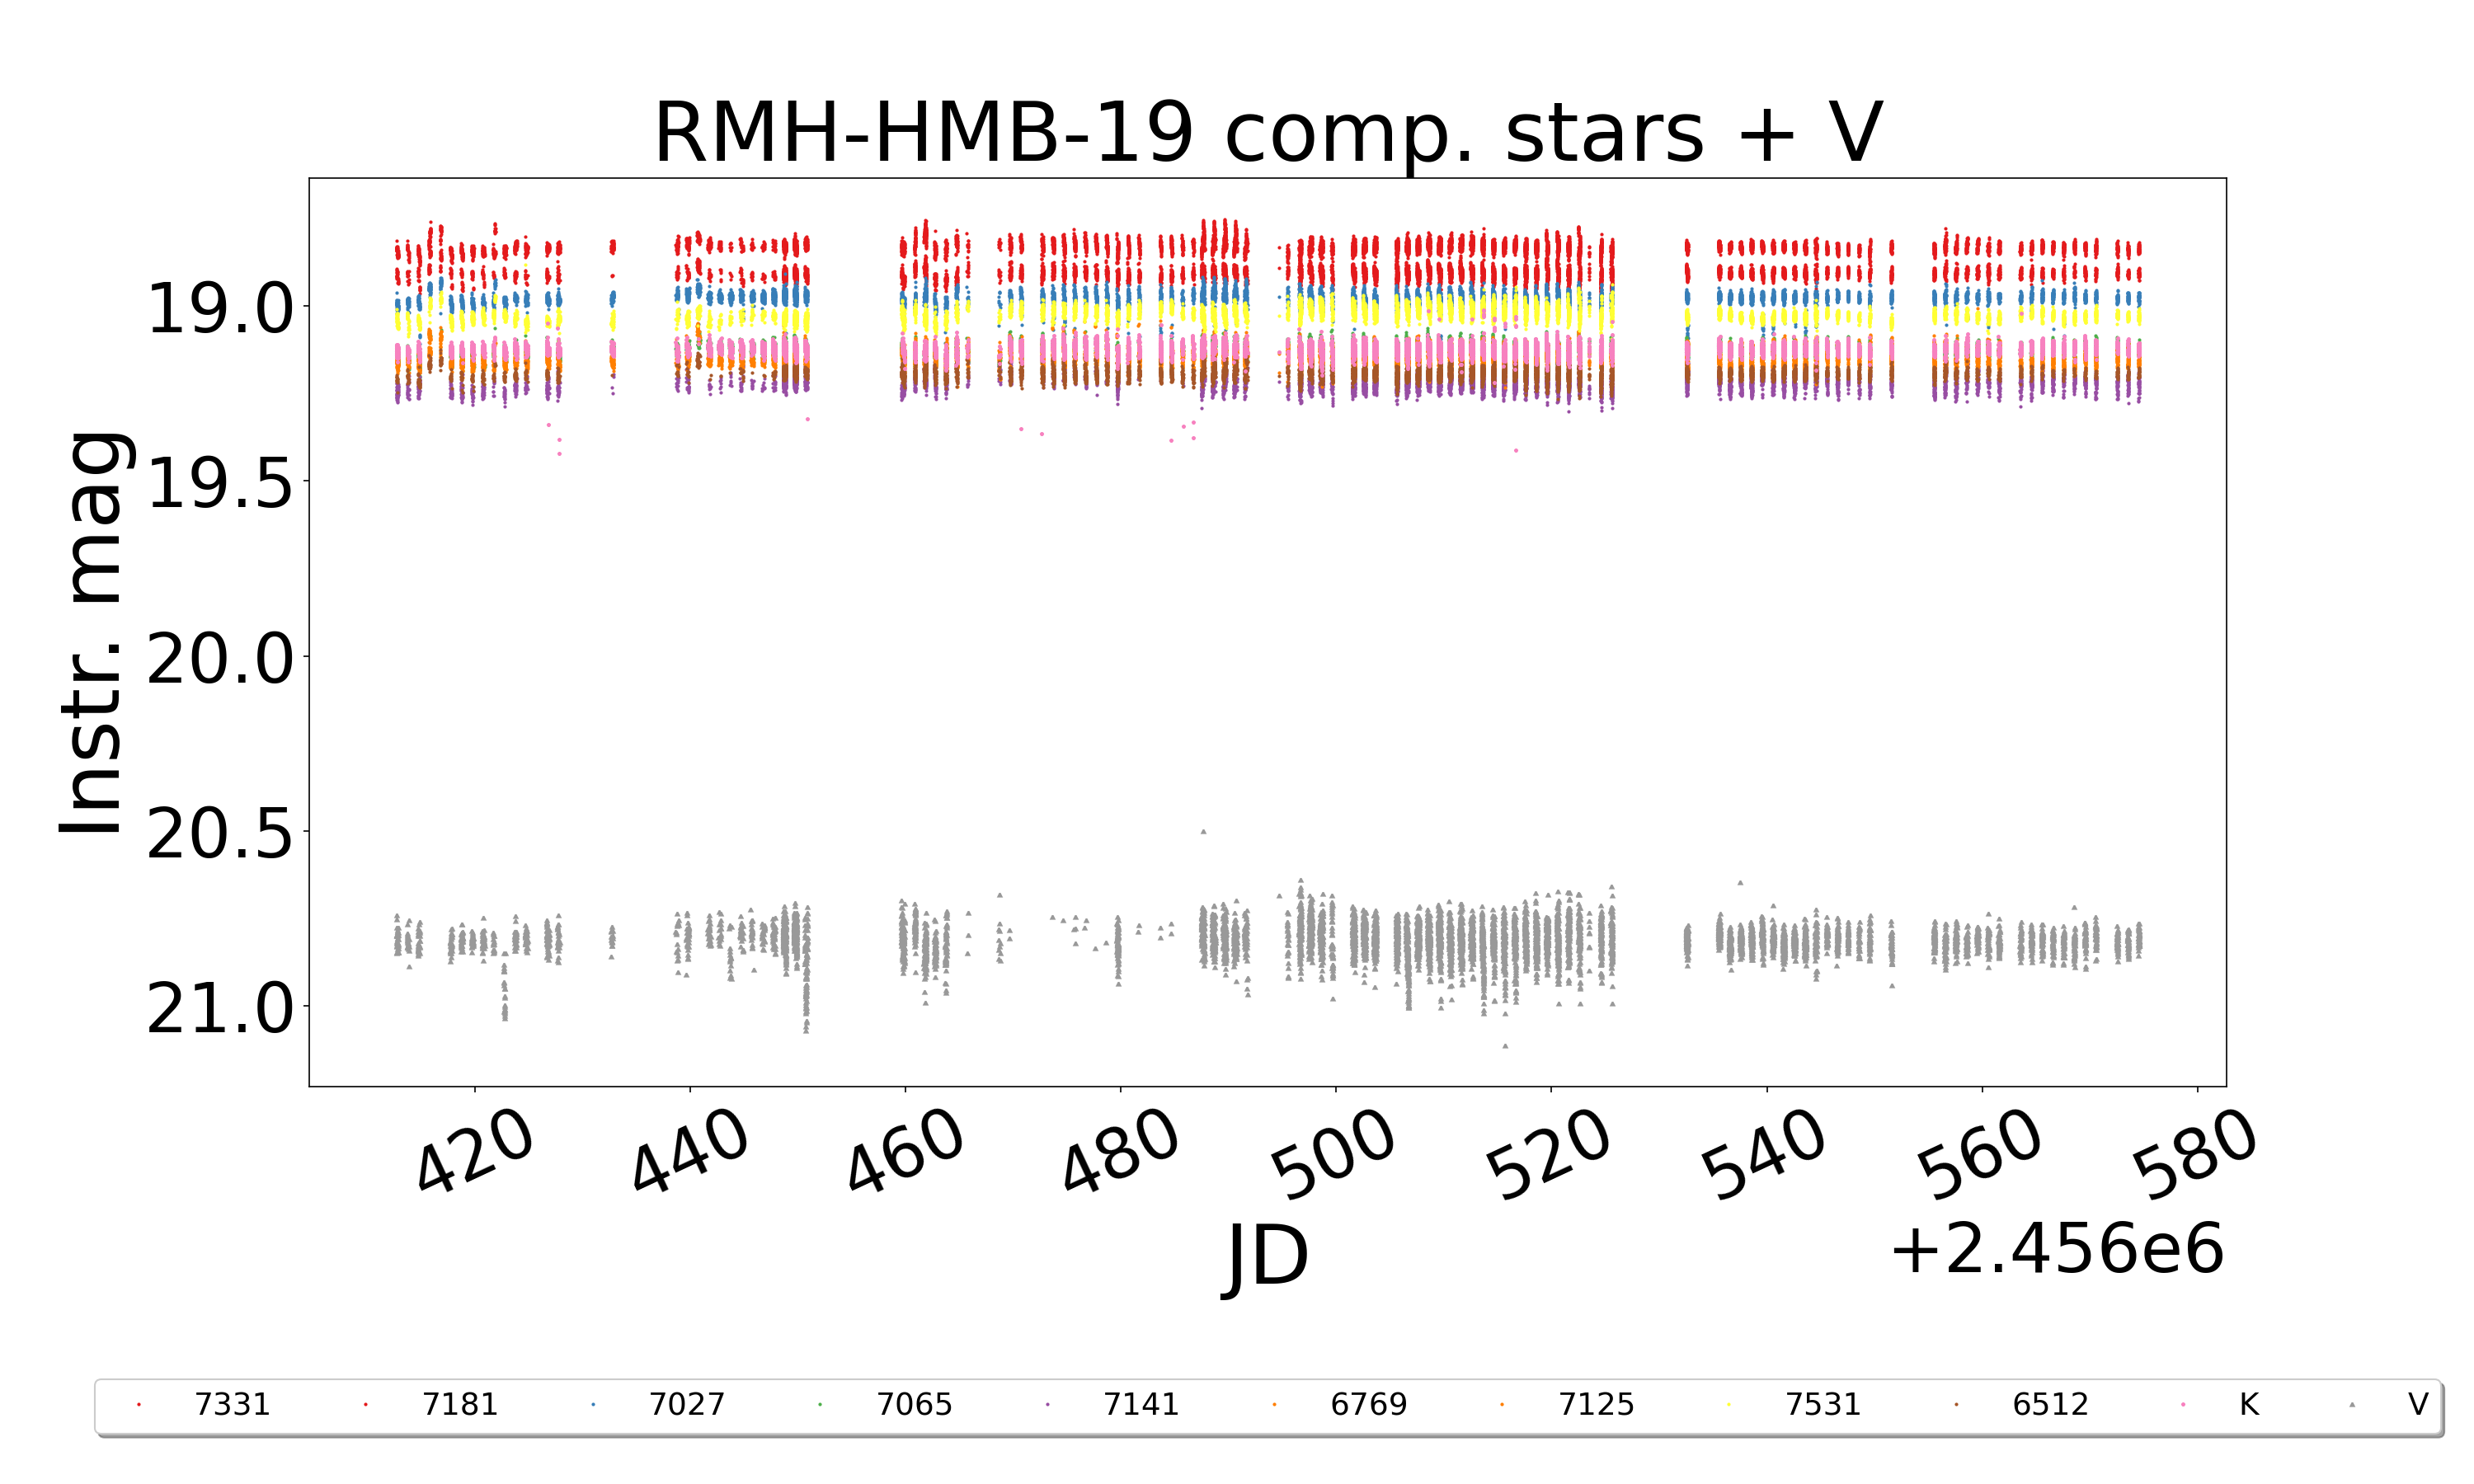 RMH-HMB-19 comp. stars + V
Instr. mag
19.0
19.5
20.0
20.5
21.0
420 440 460 480 500 520 540 560 580
JD
+2.456e6
7331 7181 7027 7065 7141 6769 7125 7531 6512 K V